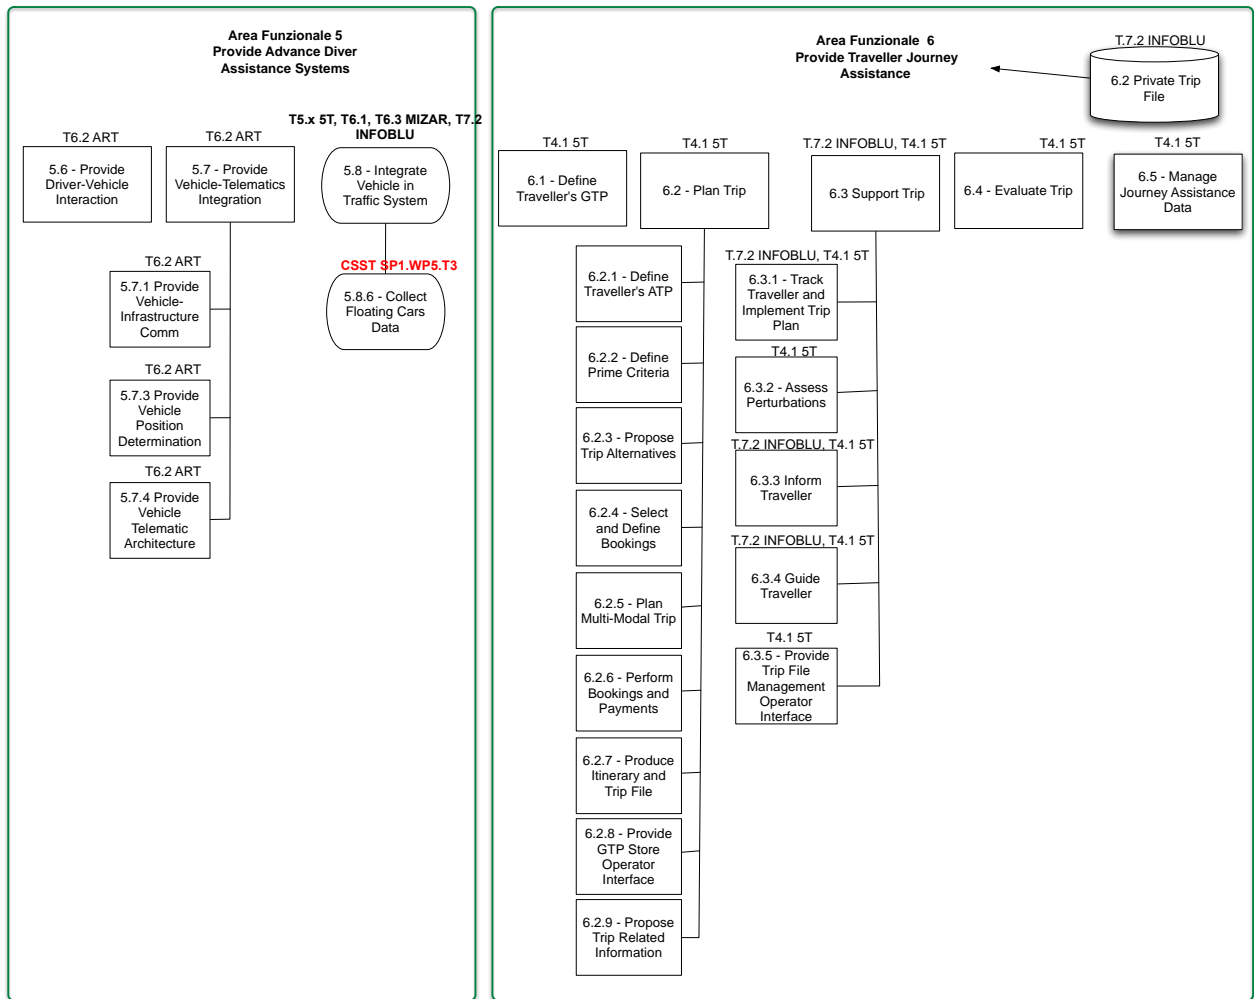 Area Funzionale 5
Provide Advance Diver
Assistance Systems
T6.2 ART
5.6 - Provide
Driver-Vehicle
Interaction
T6.2 ART
5.7 - Provide
Vehicle-Telematics
Integration
T5.x 5T, T6.1, T6.3 MIZAR, T7.2
INFOBLU
5.8 - Integrate
Vehicle in
Traffic System
T6.2 ART
5.7.1 Provide
Vehicle-
Infrastructure
Comm
CSST SP1.WP5.T3
5.8.6 - Collect
Floating Cars
Data
T6.2 ART
5.7.3 Provide
Vehicle
Position
Determination
T6.2 ART
5.7.4 Provide
Vehicle
Telematic
Architecture
Area Funzionale 6
Provide Traveller Journey
Assistance
T.7.2 INFOBLU
6.2 Private Trip
File
T4.1 5T
6.1 - Define
Traveller's GTP
T4.1 5T
6.2 - Plan Trip
T.7.2 INFOBLU, T4.1 5T
6.3 Support Trip
T4.1 5T
6.4 - Evaluate Trip
T4.1 5T
6.5 - Manage
Journey Assistance
Data
6.2.1 - Define
Traveller's ATP
6.2.2 - Define
Prime Criteria
6.2.3 - Propose
Trip Alternatives
6.2.4 - Select
and Define
Bookings
6.2.5 - Plan
Multi-Modal Trip
6.2.6 - Perform
Bookings and
Payments
6.2.7 - Produce
Itinerary and
Trip File
6.2.8 - Provide
GTP Store
Operator
Interface
6.2.9 - Propose
Trip Related
Information
T.7.2 INFOBLU, T4.1 5T
6.3.1 - Track
Traveller and
Implement Trip
Plan
T4.1 5T
6.3.2 - Assess
Perturbations
T.7.2 INFOBLU, T4.1 5T
6.3.3 Inform
Traveller
T.7.2 INFOBLU, T4.1 5T
6.3.4 Guide
Traveller
T4.1 5T
6.3.5 - Provide
Trip File
Management
Operator
Interface